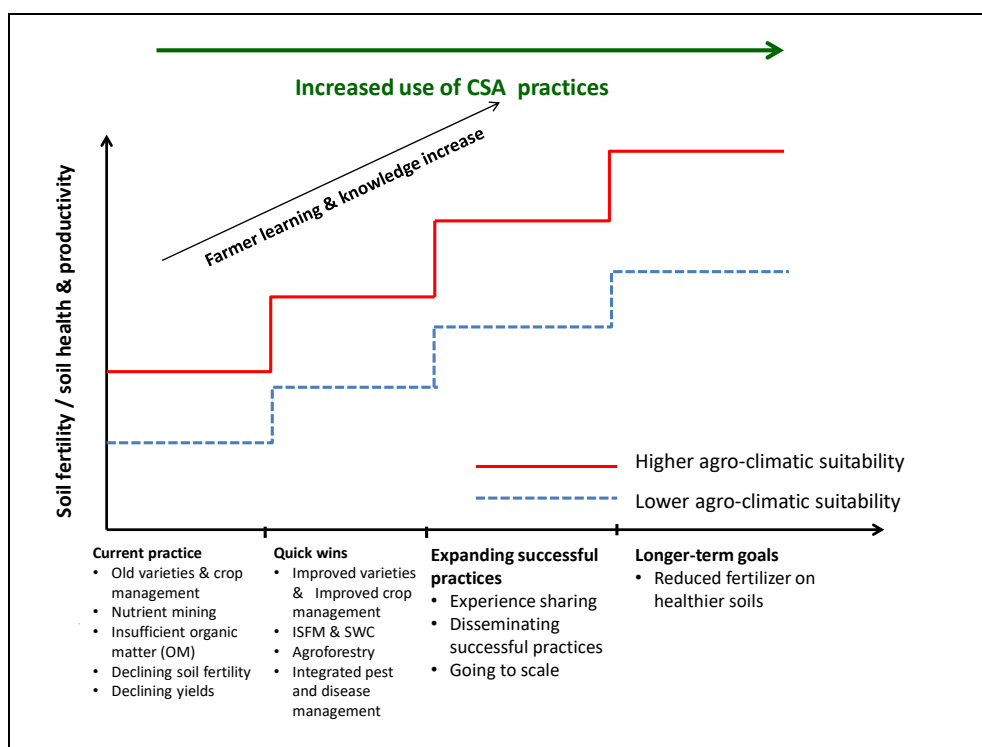 Increased use of CSA practices
Farmer learning & knowledge increase
Soil fertility / soil health & productivity
Higher agro-climatic suitability
Lower agro-climatic suitability
Current practice
• Old varieties & crop
management
• Nutrient mining
• Insufficient organic
matter (OM)
• Declining soil fertility
• Declining yields
Quick wins
• Improved varieties
& Improved crop
management
• ISFM & SWC
• Agroforestry
• Integrated pest
and disease
management
Expanding successful
practices
• Experience sharing
• Disseminating
successful practices
• Going to scale
Longer-term goals
• Reduced fertilizer on
healthier soils